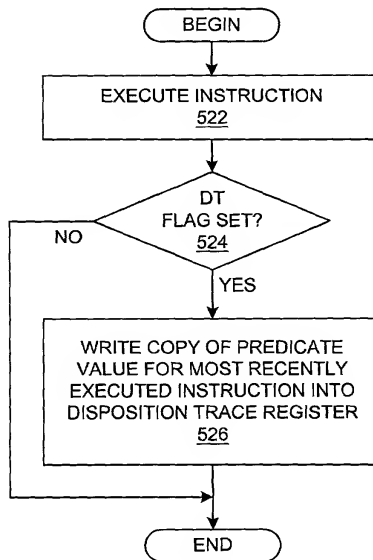 BEGIN
EXECUTE INSTRUCTION
522
DT
FLAG SET?
524
NO
YES
WRITE COPY OF PREDICATE
VALUE FOR MOST RECENTLY
EXECUTED INSTRUCTION INTO
DISPOSITION TRACE REGISTER
526
END